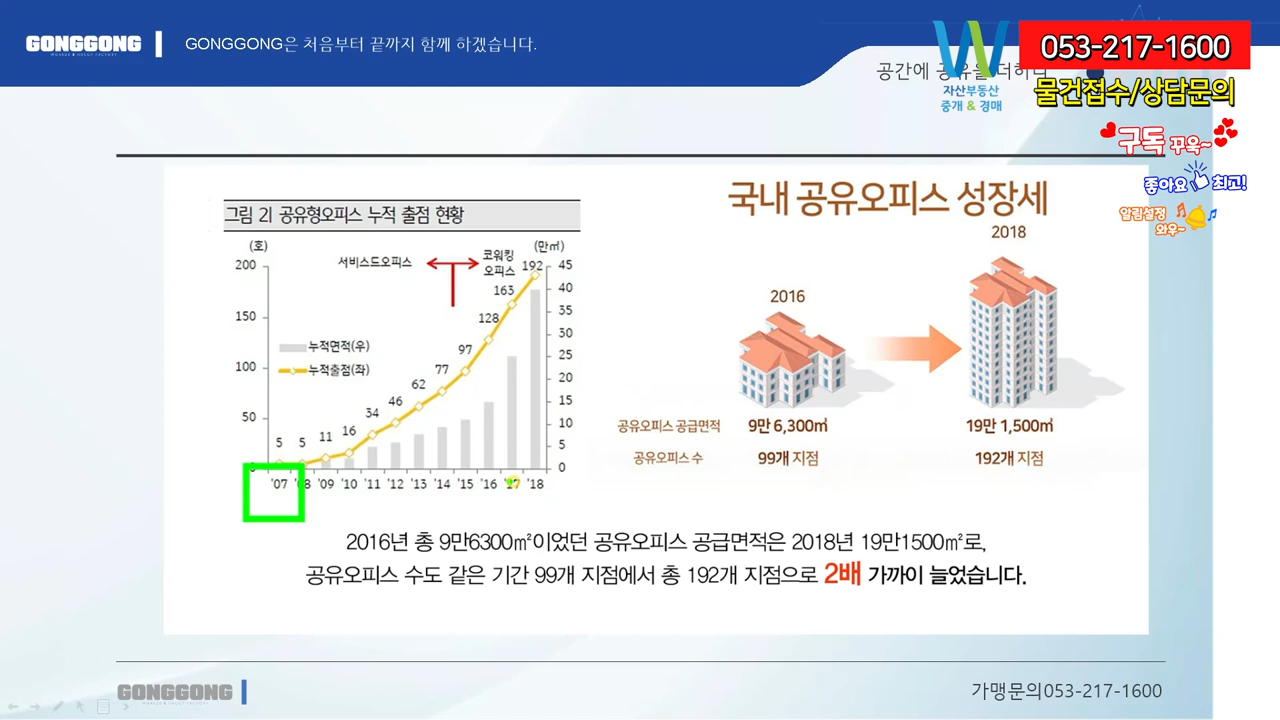 GONGGONG
GONGGONG은 처음부터 끝까지 함께 하겠습니다.
053-217-1600
자산부동산
중개 & 경매
물건접수/상담문의
구독 꾸욱~
좋아요 최고!
알림설정
와우~
그림 2| 공유형오피스 누적 출점 현황
(호)
(만㎡)
서비스드오피스
코워킹
오피스
200
150
100
50
0
45
40
35
30
25
20
15
10
5
0
누적면적(우)
누적출점(좌)
5 5 11 16 34 46 62 77 97 128 163 192
'07 '08 '09 '10 '11 '12 '13 '14 '15 '16 '17 '18
국내 공유오피스 성장세
2016
2018
공유오피스 공급면적 9만 6,300㎡ 19만 1,500㎡
공유오피스 수 99개 지점 192개 지점
2016년 총 9만6300㎡이었던 공유오피스 공급면적은 2018년 19만1500㎡로,
공유오피스 수도 같은 기간 99개 지점에서 총 192개 지점으로 2배 가까이 늘었습니다.
GONGGONG
가맹문의053-217-1600